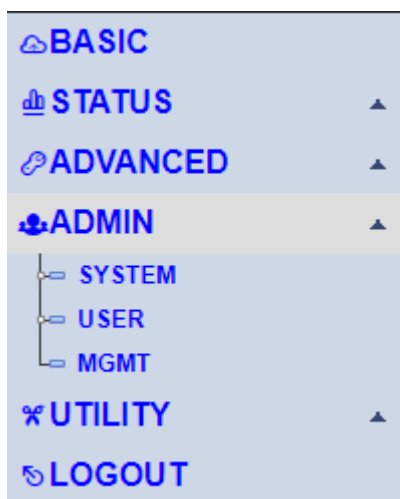 BASIC
STATUS
ADVANCED
ADMIN
SYSTEM
USER
MGMT
UTILITY
LOGOUT